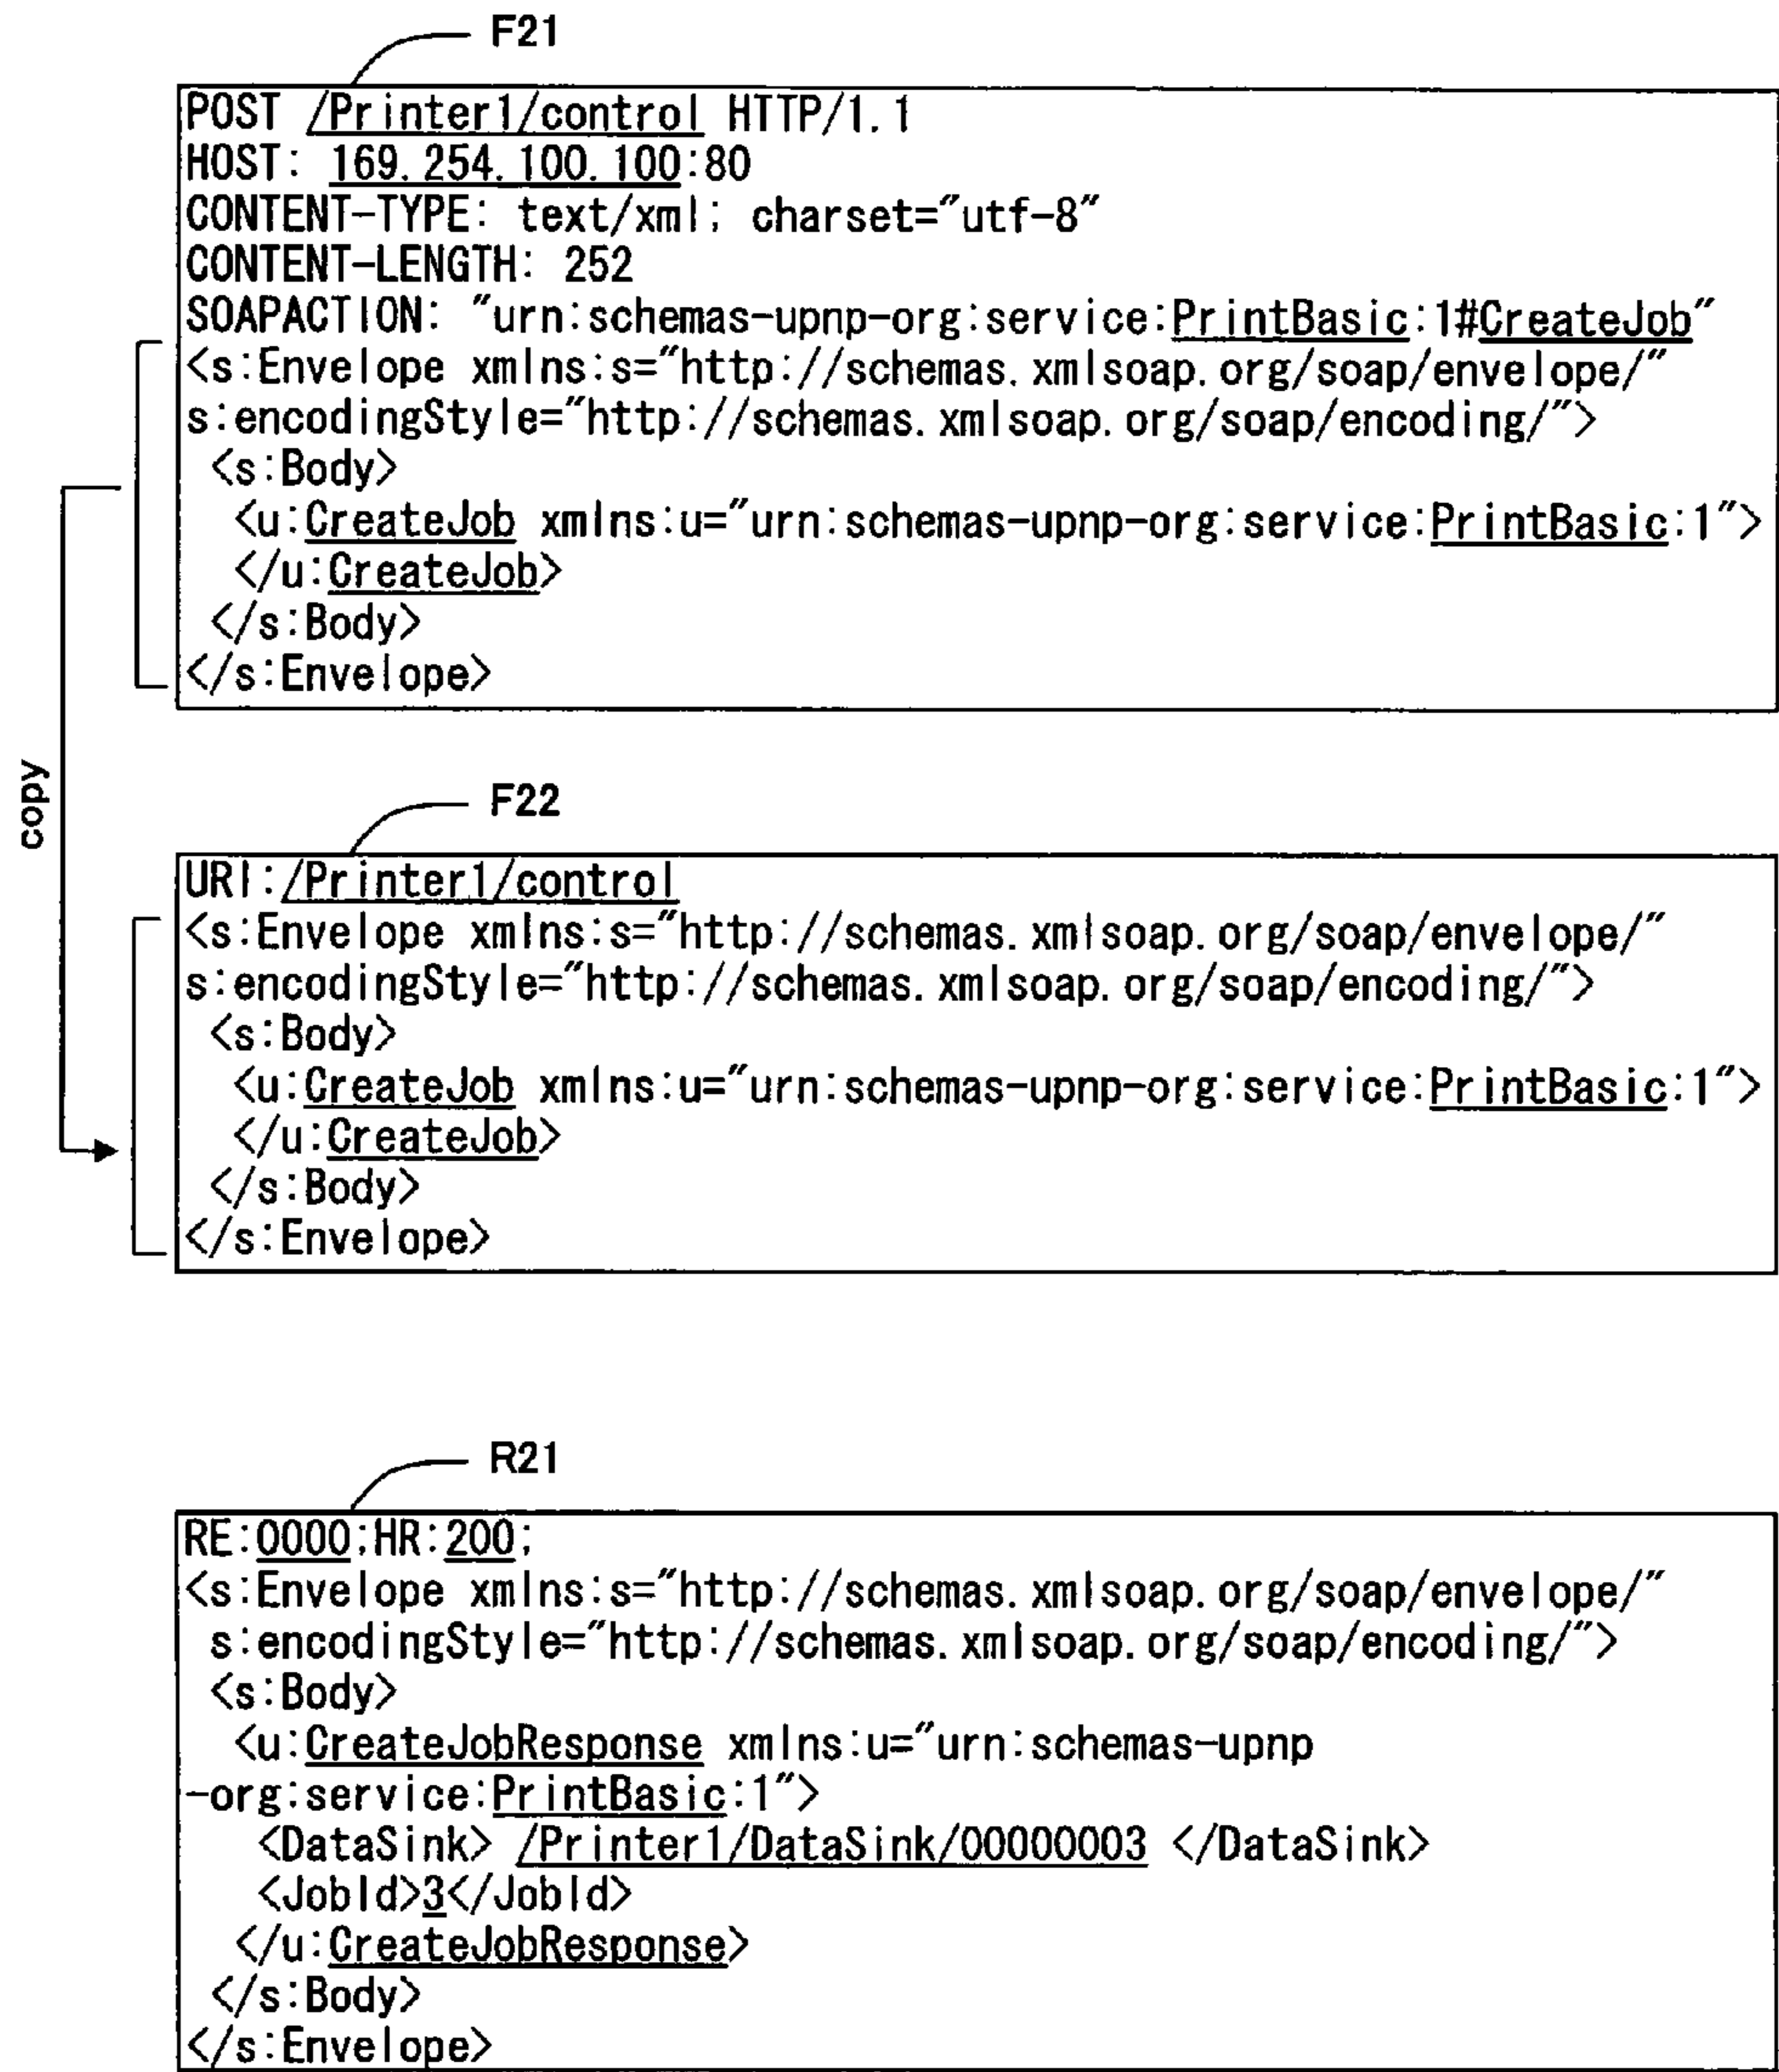 F21
POST /Printer1/control HTTP/1.1
HOST: 169.254.100.100:80
CONTENT-TYPE: text/xml; charset="utf-8"
CONTENT-LENGTH: 252
SOAPACTION: "urn:schemas-upnp-org:service:PrintBasic:1#CreateJob"
<s:Envelope xmlns:s="http://schemas.xmlsoap.org/soap/envelope/"
s:encodingStyle="http://schemas.xmlsoap.org/soap/encoding/">
<s:Body>
<u:CreateJob xmlns:u="urn:schemas-upnp-org:service:PrintBasic:1">
</u:CreateJob>
</s:Body>
</s:Envelope>
copy
F22
URI:/Printer1/control
<s:Envelope xmlns:s="http://schemas.xmlsoap.org/soap/envelope/"
s:encodingStyle="http://schemas.xmlsoap.org/soap/encoding/">
<s:Body>
<u:CreateJob xmlns:u="urn:schemas-upnp-org:service:PrintBasic:1">
</u:CreateJob>
</s:Body>
</s:Envelope>
R21
RE:0000;HR:200;
<s:Envelope xmlns:s="http://schemas.xmlsoap.org/soap/envelope/"
s:encodingStyle="http://schemas.xmlsoap.org/soap/encoding/">
<s:Body>
<u:CreateJobResponse xmlns:u="urn:schemas-upnp
-org:service:PrintBasic:1">
<DataSink> /Printer1/DataSink/00000003 </DataSink>
<JobId>3</JobId>
</u:CreateJobResponse>
</s:Body>
</s:Envelope>